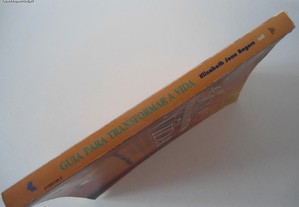 GUIA PARA TRANSFORMAR A VIDA
Elizabeth Jean Rogers